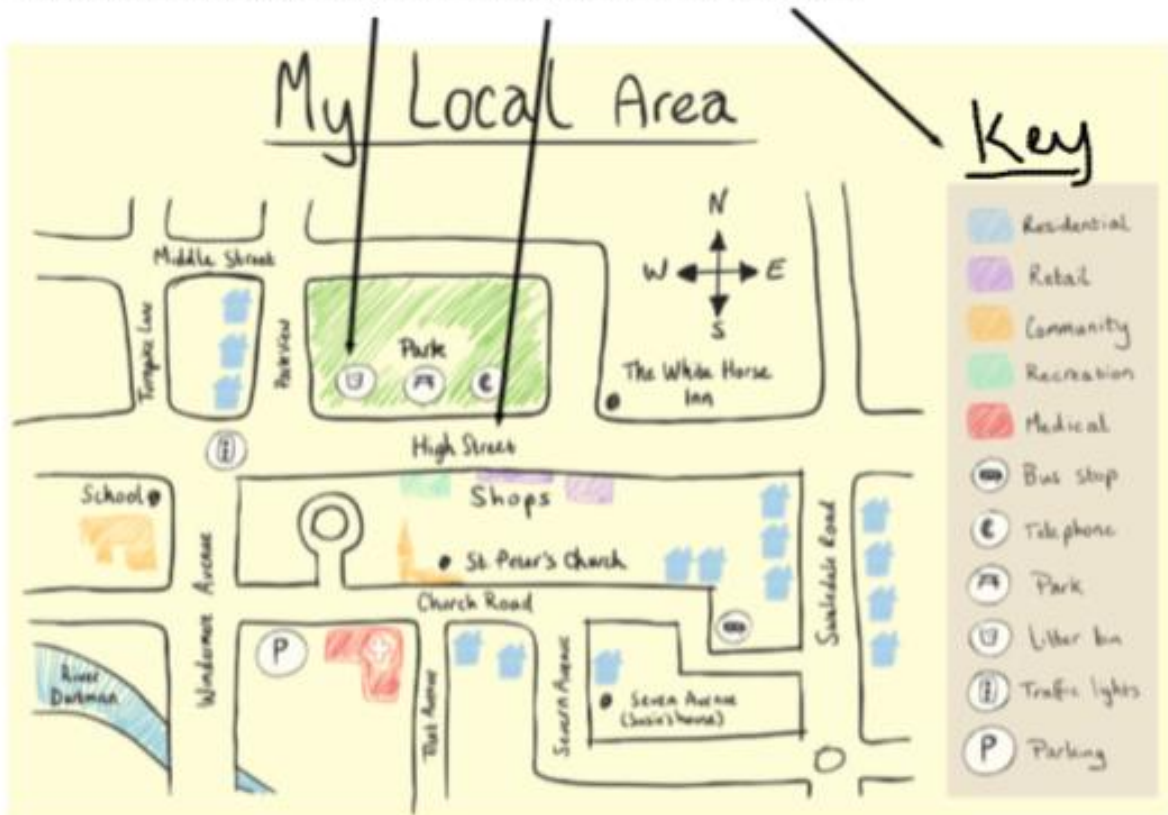 My Local Area
Key
N
W E
S
Residential
Retail
Community
Recreation
Medical
Bus stop
Telephone
Park
Litter bin
Traffic lights
P Parking
Middle Street
Turnpike Lane
Parkview
Park
The White Horse
Inn
High Street
School
Shops
St. Peter's Church
Windermere Avenue
Church Road
Swaledale Road
P
River
Avenue
Severn Avenue
Seven Avenue
(Susie's house)